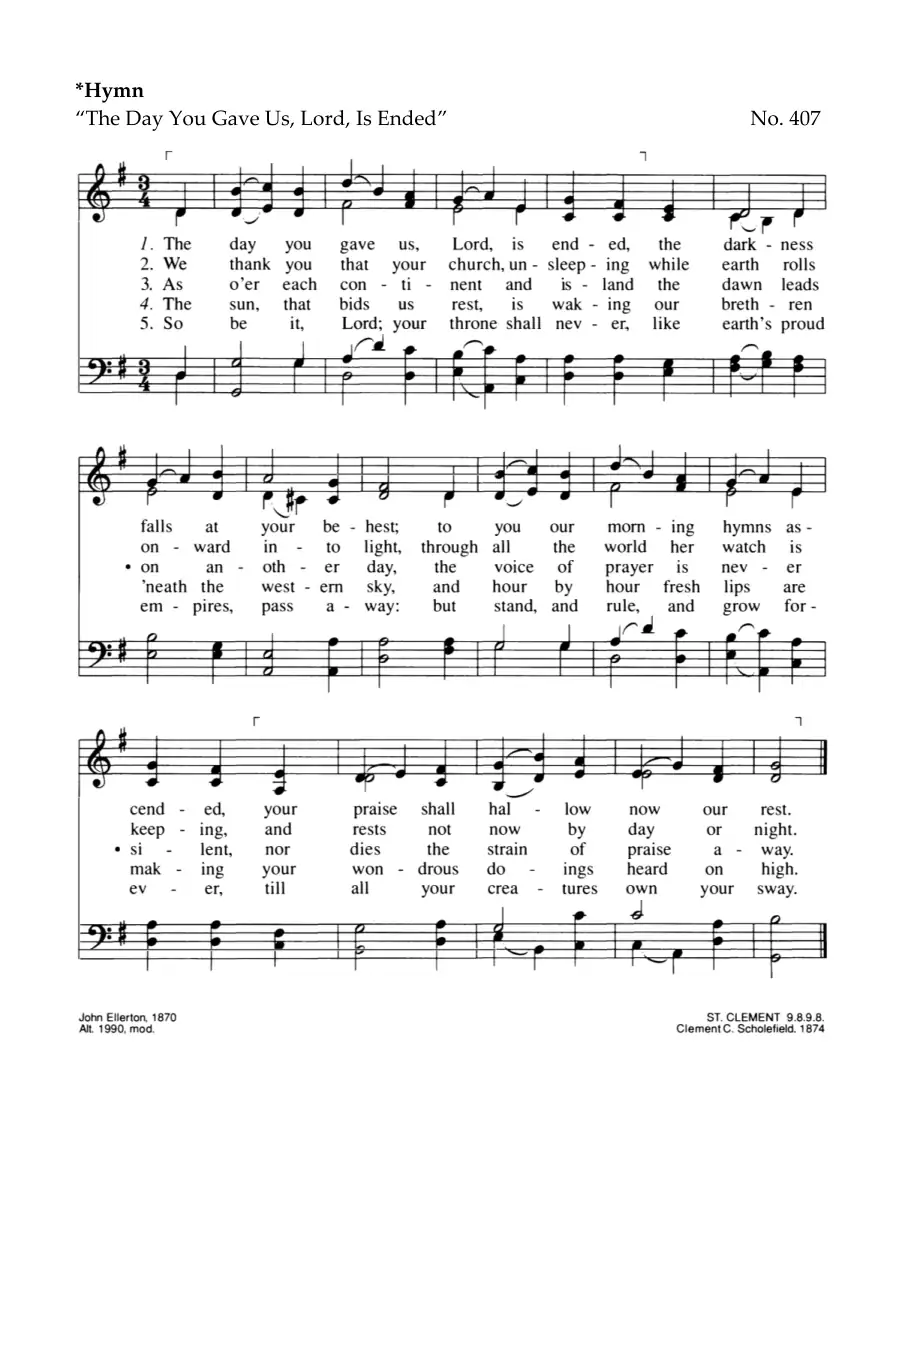 *Hymn
“The Day You Gave Us, Lord, Is Ended” No. 407
1. The day you gave us, Lord, is end - ed, the dark - ness
2. We thank you that your church, un - sleep - ing while earth rolls
3. As o'er each con - ti - nent and is - land the dawn leads
4. The sun, that bids us rest, is wak - ing our breth - ren
5. So be it, Lord; your throne shall nev - er, like earth's proud
falls at your be - hest; to you our morn - ing hymns as -
on - ward in - to light, through all the world her watch is
• on an - oth - er day, the voice of prayer is nev - er
'neath the west - ern sky, and hour by hour fresh lips are
em - pires, pass a - way: but stand, and rule, and grow for -
cend - ed, your praise shall hal - low now our rest.
keep - ing, and rests not now by day or night.
• si - lent, nor dies the strain of praise a - way.
mak - ing your won - drous do - ings heard on high.
ev - er, till all your crea - tures own your sway.
John Ellerton, 1870 ST. CLEMENT 9.8.9.8.
Alt. 1990, mod. Clement C. Scholefield, 1874